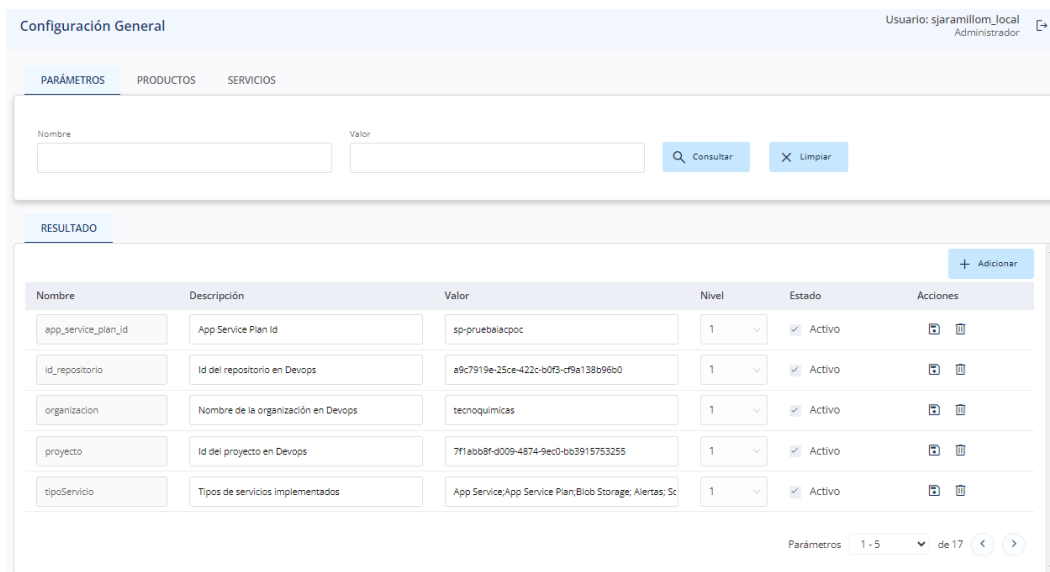 Configuración General
Usuario: sjaramillom_local
Administrador
PARÁMETROS PRODUCTOS SERVICIOS
Nombre Valor
Consultar Limpiar
RESULTADO
Adicionar
Nombre Descripción Valor Nivel Estado Acciones
app_service_plan_id App Service Plan Id sp-pruebaiacpoc 1 Activo
id_repositorio Id del repositorio en Devops a9c7919e-25ce-422c-b0f3-cf9a138b96b0 1 Activo
organizacion Nombre de la organización en Devops tecnoquimicas 1 Activo
proyecto Id del proyecto en Devops 7f1abb8f-d009-4874-9ec0-bb3915753255 1 Activo
tipoServicio Tipos de servicios implementados App Service;App Service Plan;Blob Storage; Alertas; Sc 1 Activo
Parámetros 1 - 5 de 17